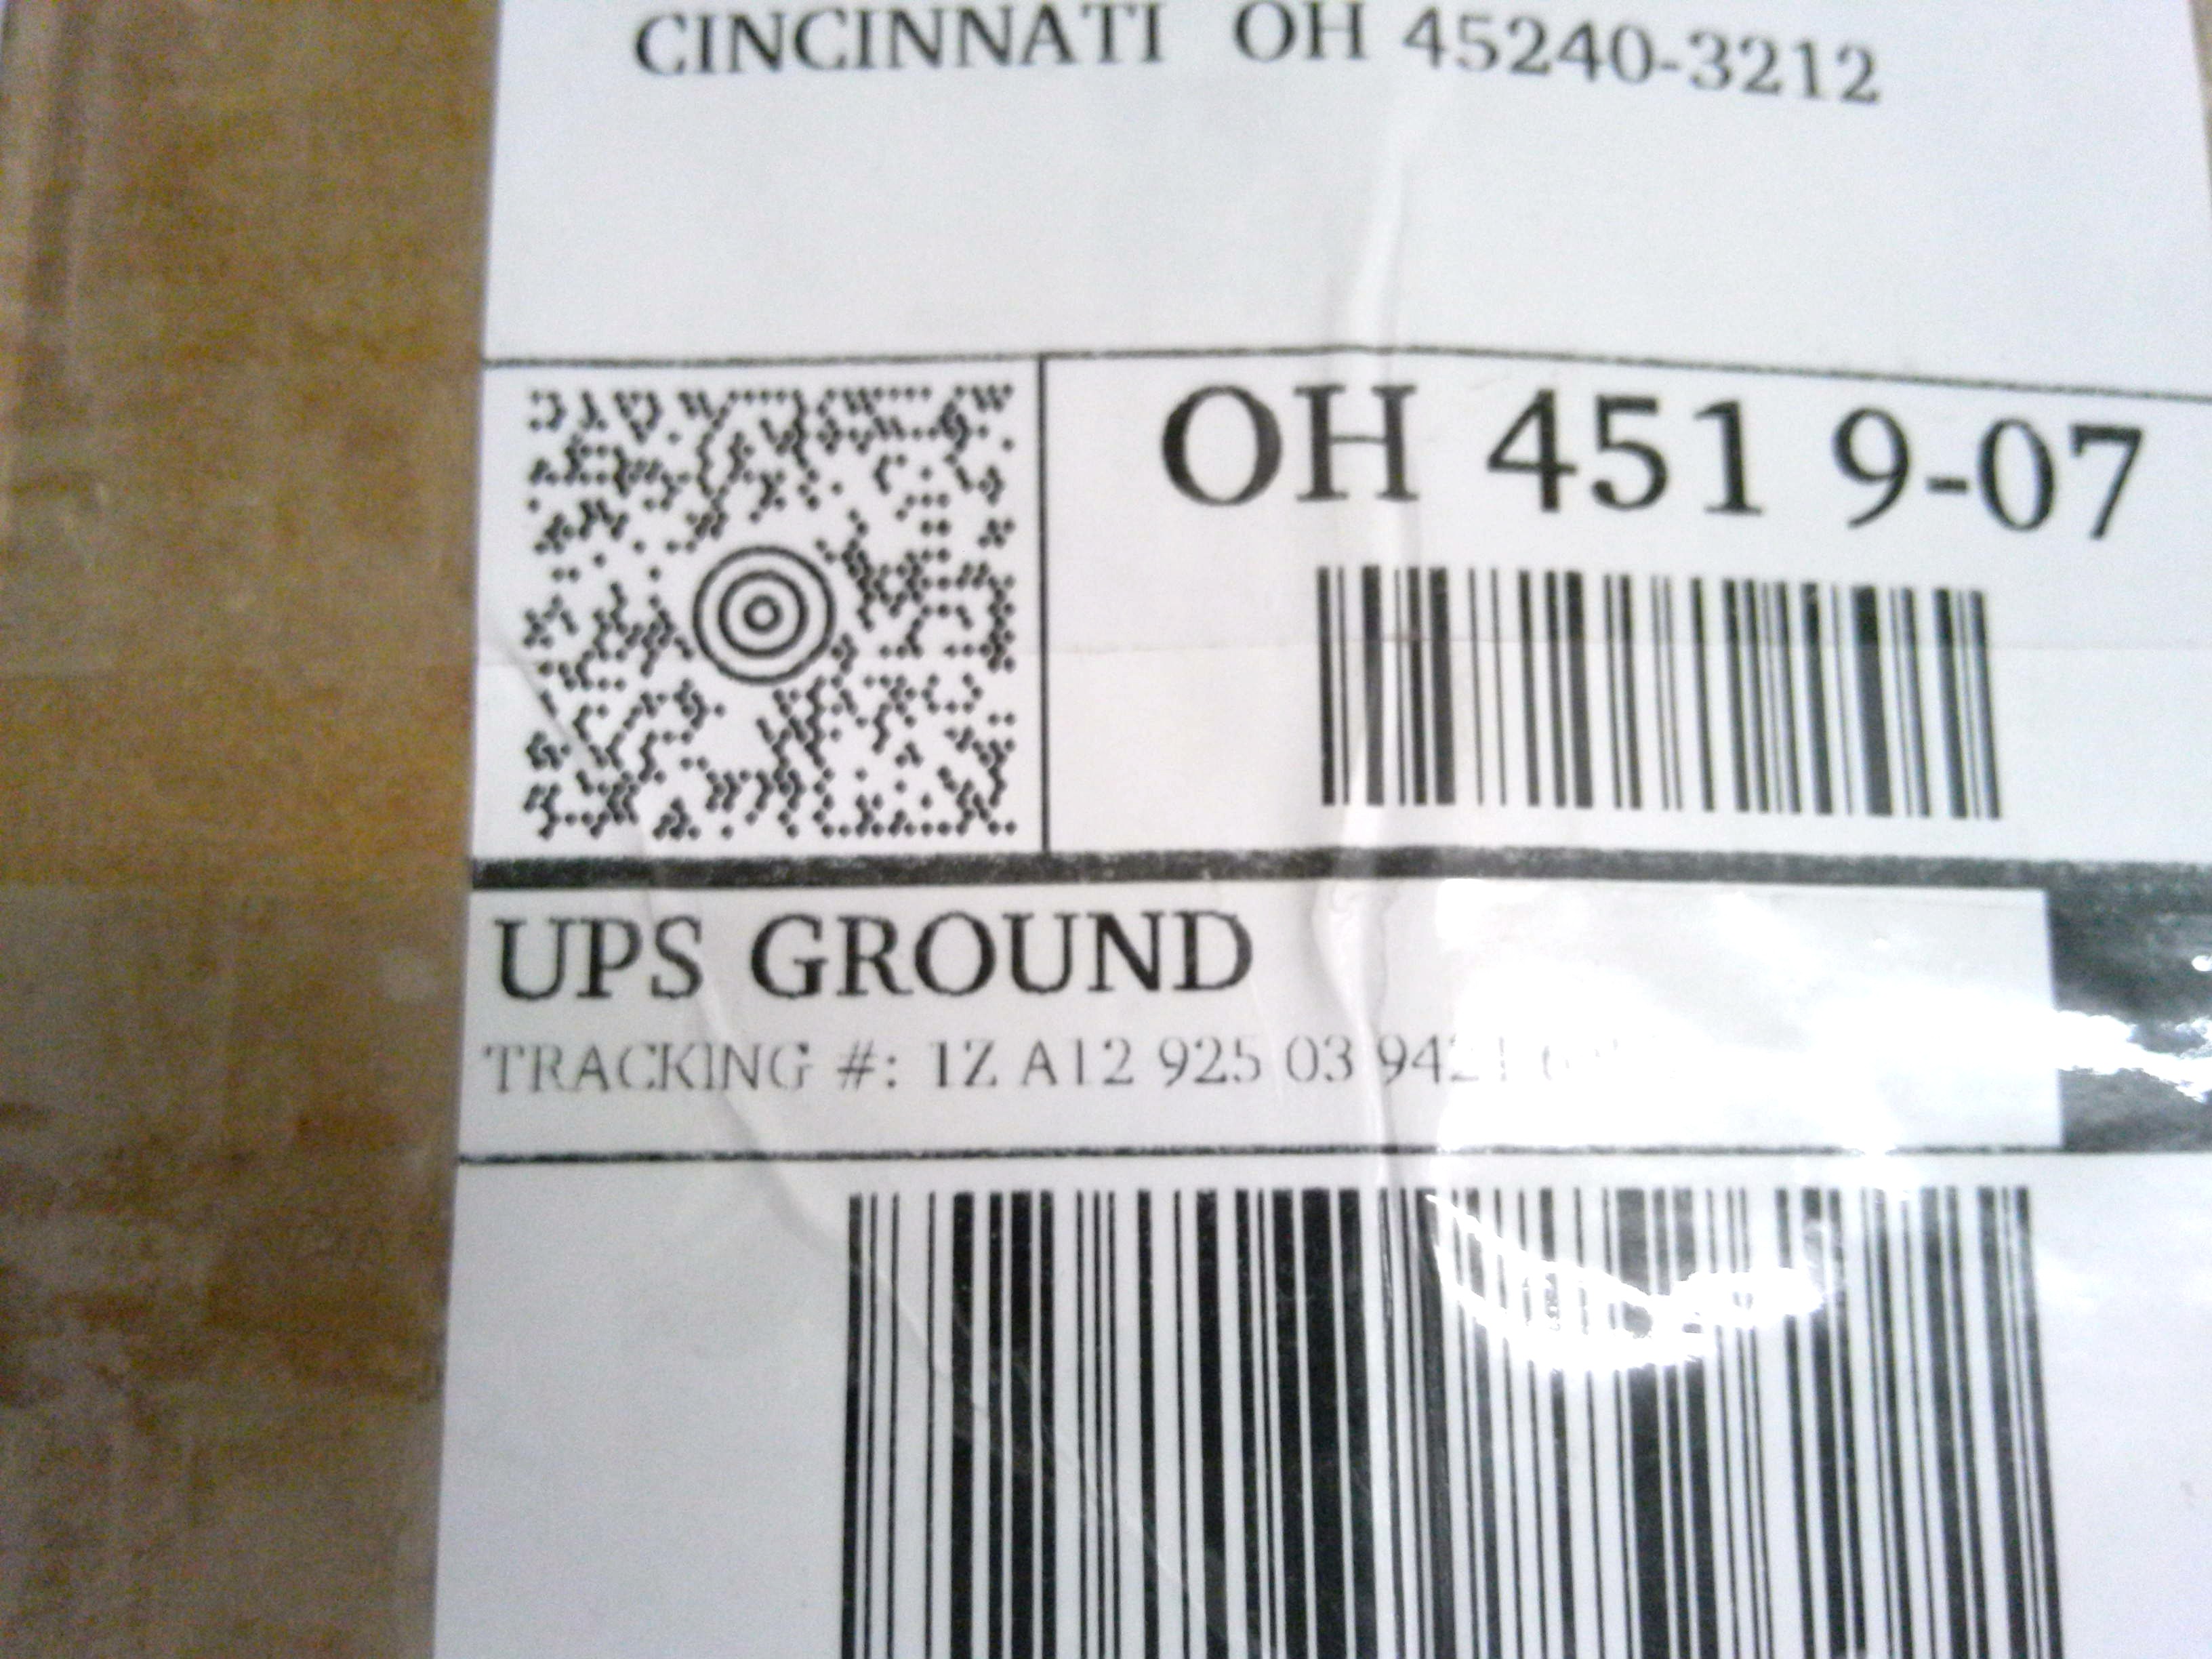 CINCINNATI OH 45240-3212
OH 451 9-07
UPS GROUND
TRACKING #: 1Z A12 925 03